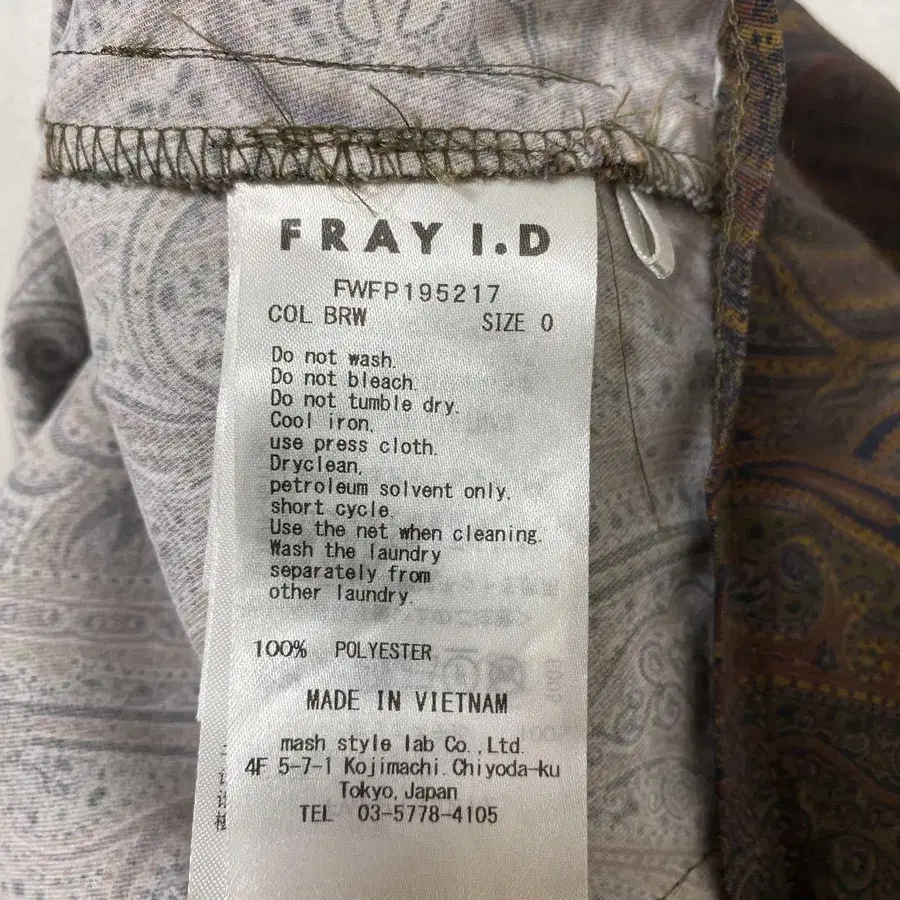 FRAY I.D
FWFP195217
COL BRW SIZE 0
Do not wash.
Do not bleach
Do not tumble dry.
Cool iron,
use press cloth.
Dryclean,
petroleum solvent only,
short cycle.
Use the net when cleaning.
Wash the laundry
separately from
other laundry.
100% POLYESTER
MADE IN VIETNAM
mash style lab Co.,Ltd.
4F 5-7-1 Kojimachi.Chiyoda-ku
Tokyo, Japan
TEL 03-5778-4105